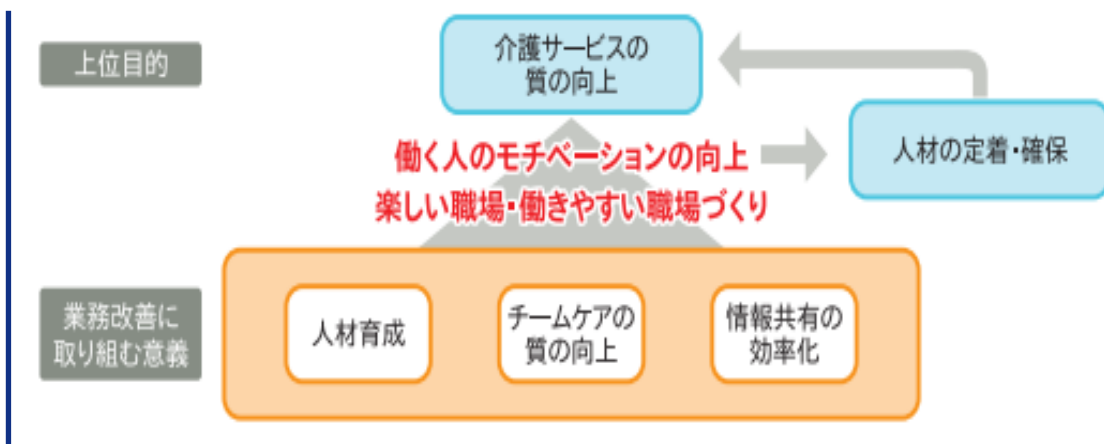 上位目的
介護サービスの
質の向上
働く人のモチベーションの向上
楽しい職場・働きやすい職場づくり
人材の定着・確保
業務改善に
取り組む意義
人材育成
チームケアの
質の向上
情報共有の
効率化